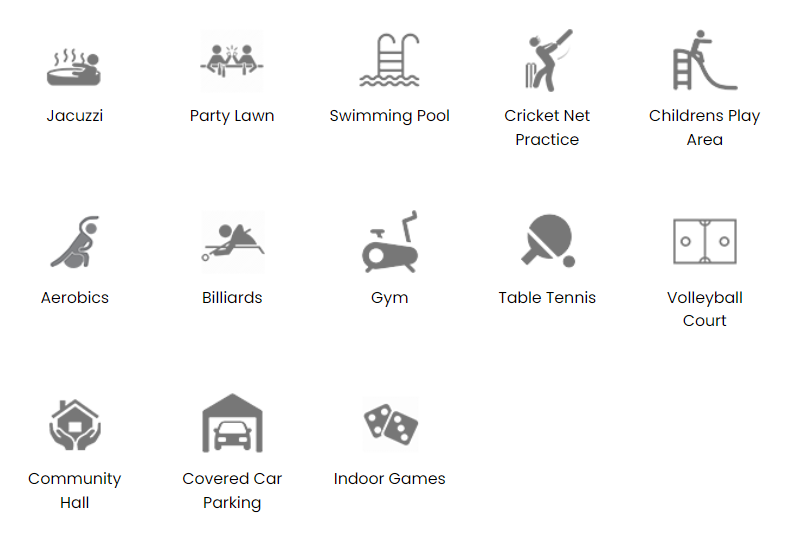 Jacuzzi
Party Lawn
Swimming Pool
Cricket Net
Practice
Childrens Play
Area
Aerobics
Billiards
Gym
Table Tennis
Volleyball
Court
Community
Hall
Covered Car
Parking
Indoor Games